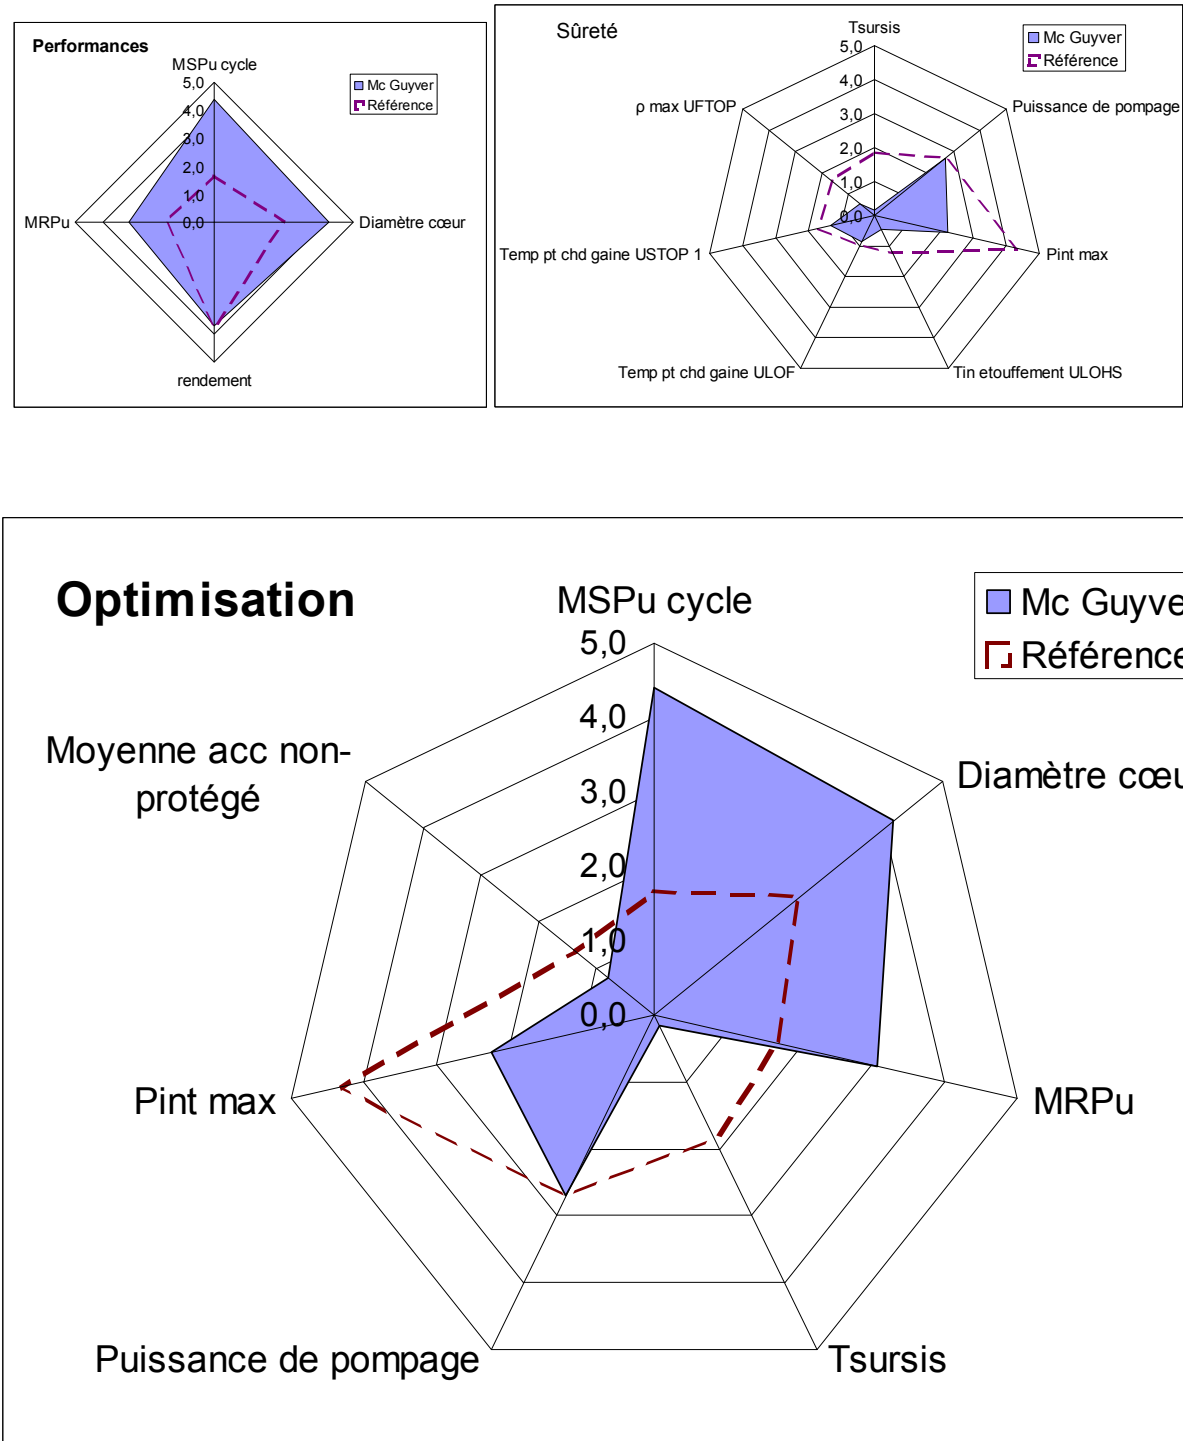 Performances
MSPu cycle
5,0
4,0
3,0
2,0
1,0
0,0
Mc Guyver
Référence
MRPu
Diamètre cœur
rendement
Sûreté
Tsursis
5,0
4,0
3,0
2,0
1,0
0,0
Mc Guyver
Référence
ρ max UFTOP
Puissance de pompage
Temp pt chd gaine USTOP 1
Pint max
Temp pt chd gaine ULOF
Tin etouffement ULOHS
Optimisation
MSPu cycle
5,0
4,0
3,0
2,0
1,0
0,0
Mc Guyve
Référence
Moyenne acc non-
protégé
Diamètre cœu
Pint max
MRPu
Puissance de pompage
Tsursis